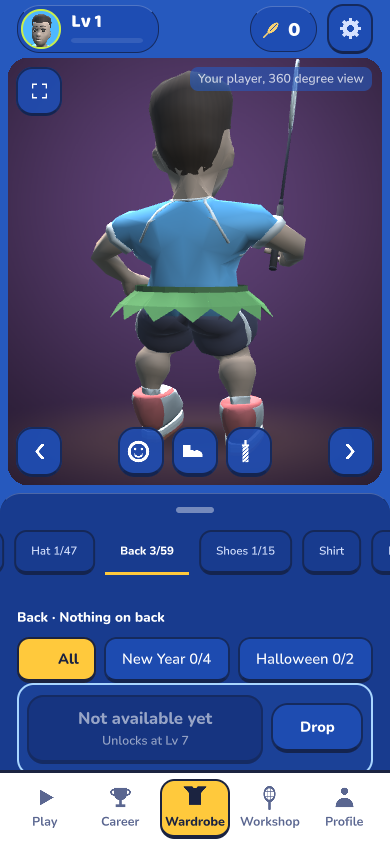 Lv 1
0
Your player, 360 degree view
Hat 1/47
Back 3/59
Shoes 1/15
Shirt
Back · Nothing on back
All
New Year 0/4
Halloween 0/2
Not available yet
Unlocks at Lv 7
Drop
Play
Career
Wardrobe
Workshop
Profile